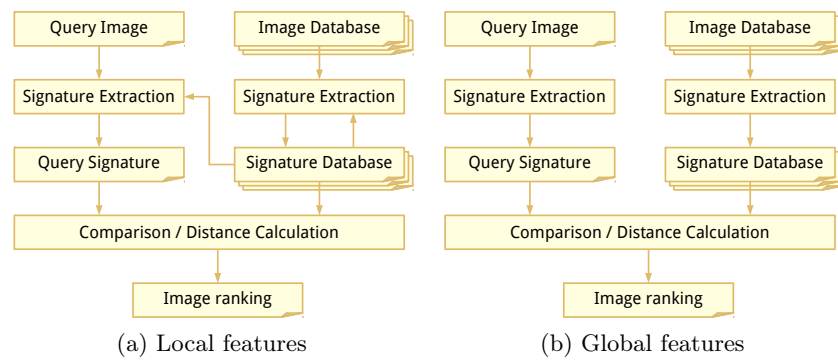 Query Image
Image Database
Signature Extraction
Signature Extraction
Query Signature
Signature Database
Comparison / Distance Calculation
Image ranking
(a) Local features
Query Image
Image Database
Signature Extraction
Signature Extraction
Query Signature
Signature Database
Comparison / Distance Calculation
Image ranking
(b) Global features